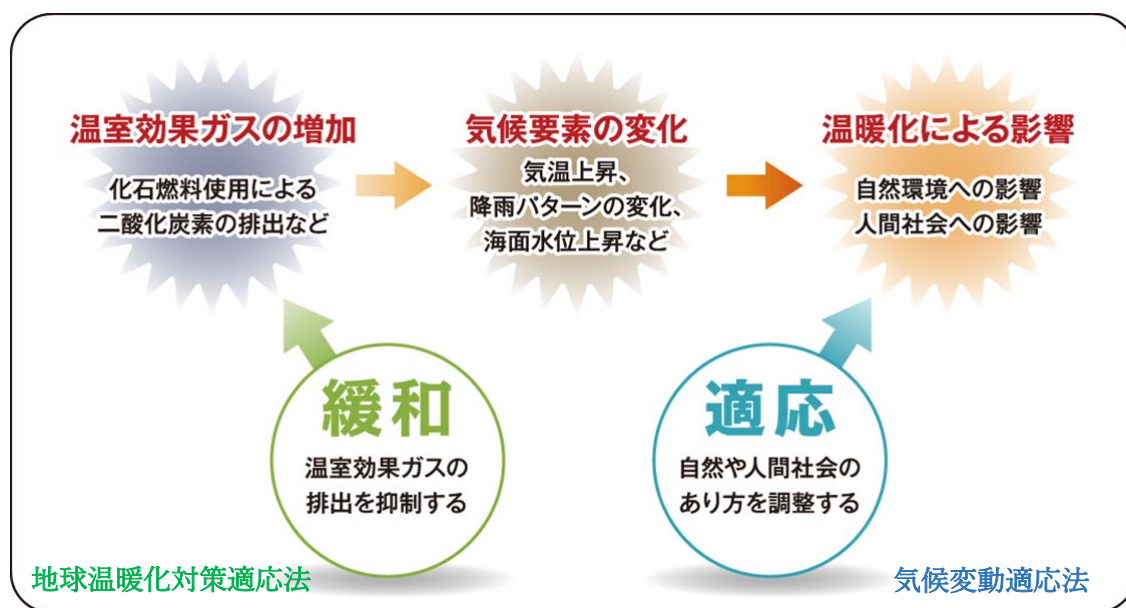 温室効果ガスの増加
化石燃料使用による
二酸化炭素の排出など
気候要素の変化
気温上昇、
降雨パターンの変化、
海面水位上昇など
温暖化による影響
自然環境への影響
人間社会への影響
緩和
温室効果ガスの
排出を抑制する
適応
自然や人間社会の
あり方を調整する
地球温暖化対策適応法
気候変動適応法